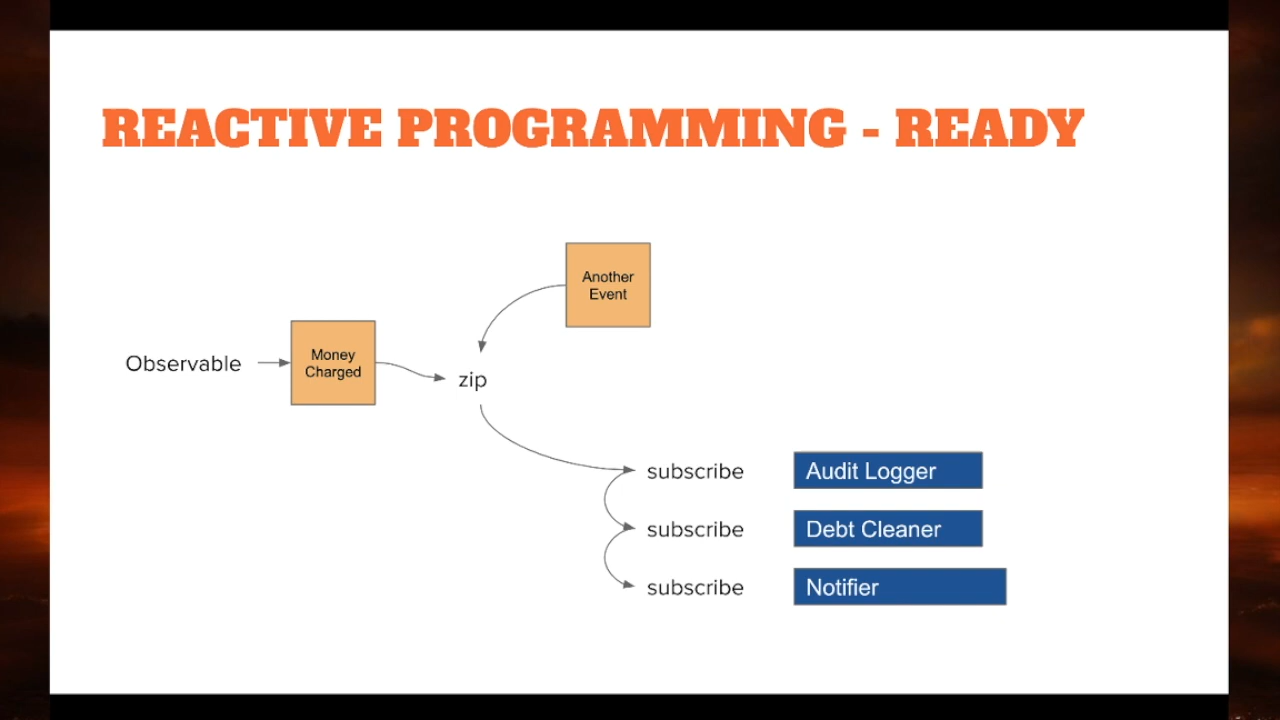 REACTIVE PROGRAMMING - READY
Another
Event
Observable
Money
Charged
zip
subscribe
Audit Logger
subscribe
Debt Cleaner
subscribe
Notifier